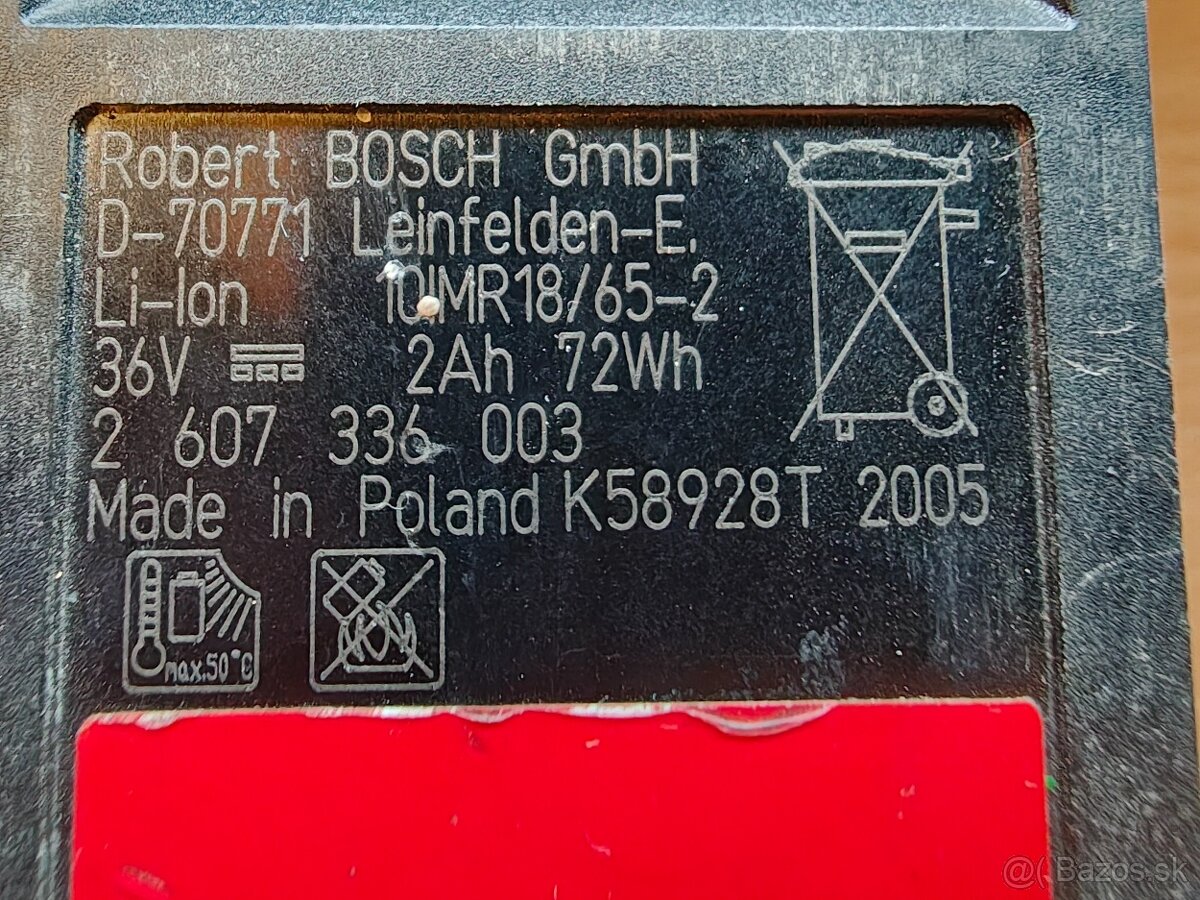 Robert BOSCH GmbH
D-70771 Leinfelden-E.
Li-Ion 10IMR18/65-2
36V 2Ah 72Wh
2 607 336 003
Made in Poland K58928T 2005
max.50°C
@( Bazos.sk